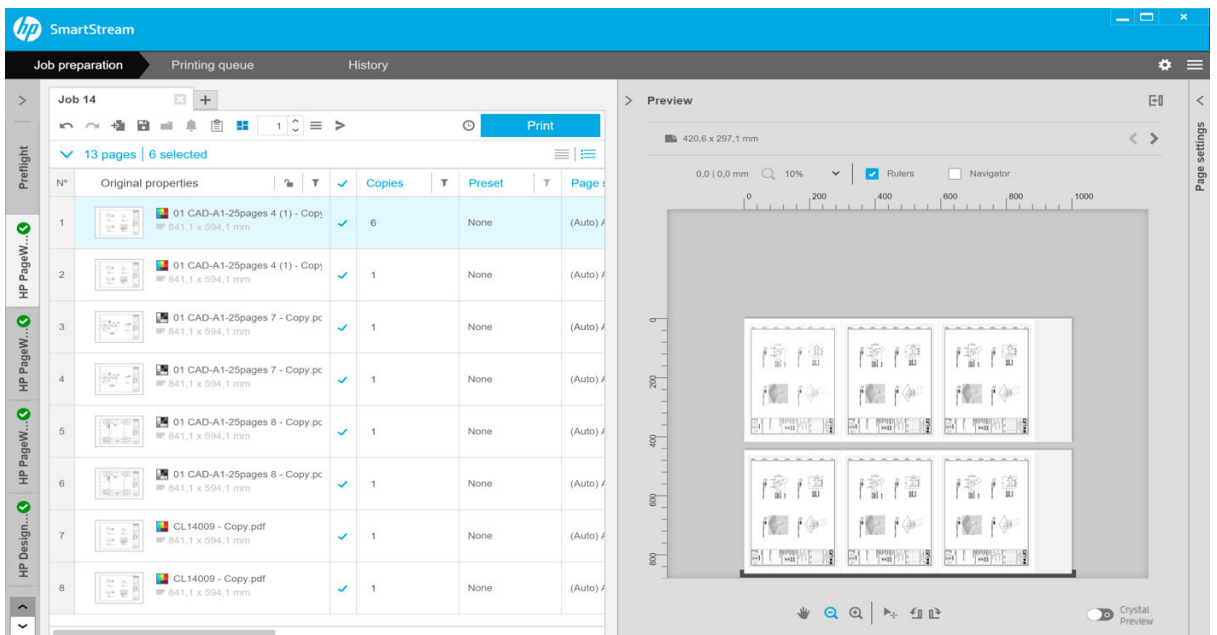 hp SmartStream
Job preparation Printing queue History
Job 14
Preview
1 Print
420,6 x 297,1 mm
13 pages | 6 selected
0,0 | 0,0 mm 10% Rulers Navigator
N° Original properties Copies Preset Page s
0 200 400 600 800 1000
1 01 CAD-A1-25pages 4 (1) - Copy 6 None (Auto) A
841,1 x 594,1 mm
2 01 CAD-A1-25pages 4 (1) - Copy 1 None (Auto) A
841,1 x 594,1 mm
3 01 CAD-A1-25pages 7 - Copy.pd 1 None (Auto) A
841,1 x 594,1 mm
4 01 CAD-A1-25pages 7 - Copy.pd 1 None (Auto) A
841,1 x 594,1 mm
5 01 CAD-A1-25pages 8 - Copy.pd 1 None (Auto) A
841,1 x 594,1 mm
6 01 CAD-A1-25pages 8 - Copy.pd 1 None (Auto) A
841,1 x 594,1 mm
7 CL14009 - Copy.pdf 1 None (Auto) A
841,1 x 594,1 mm
8 CL14009 - Copy.pdf 1 None (Auto) A
841,1 x 594,1 mm
Preflight
HP PageW...
HP PageW...
HP PageW...
HP Design...
0
200
400
600
800
Crystal
Preview
Page settings